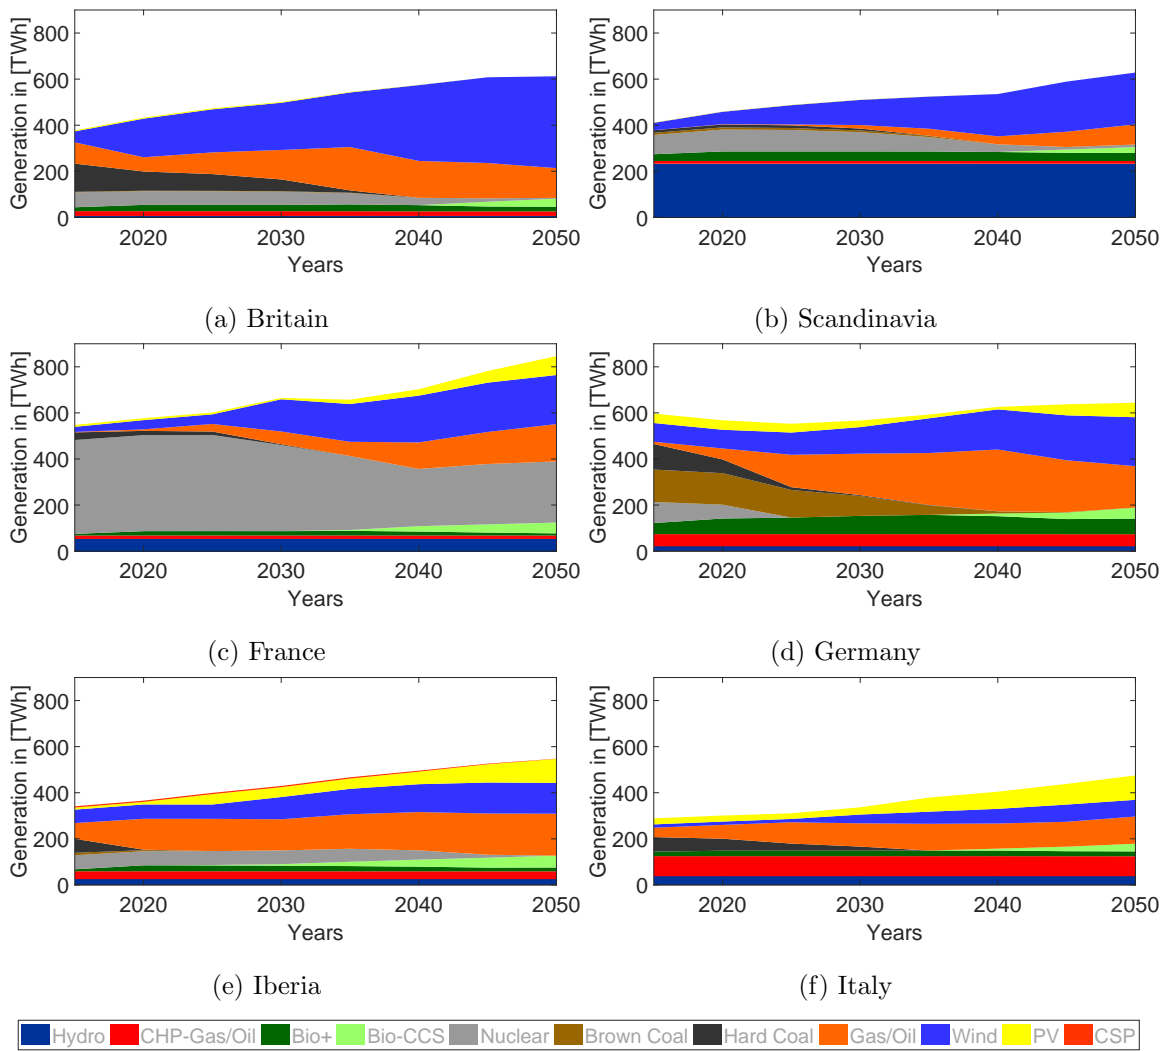 Generation in [TWh]
800
600
400
200
0
2020
2030
2040
2050
Years
(a) Britain
Generation in [TWh]
800
600
400
200
0
2020
2030
2040
2050
Years
(b) Scandinavia
Generation in [TWh]
800
600
400
200
0
2020
2030
2040
2050
Years
(c) France
Generation in [TWh]
800
600
400
200
0
2020
2030
2040
2050
Years
(d) Germany
Generation in [TWh]
800
600
400
200
0
2020
2030
2040
2050
Years
(e) Iberia
Generation in [TWh]
800
600
400
200
0
2020
2030
2040
2050
Years
(f) Italy
Hydro CHP-Gas/Oil Bio+ Bio-CCS Nuclear Brown Coal Hard Coal Gas/Oil Wind PV CSP